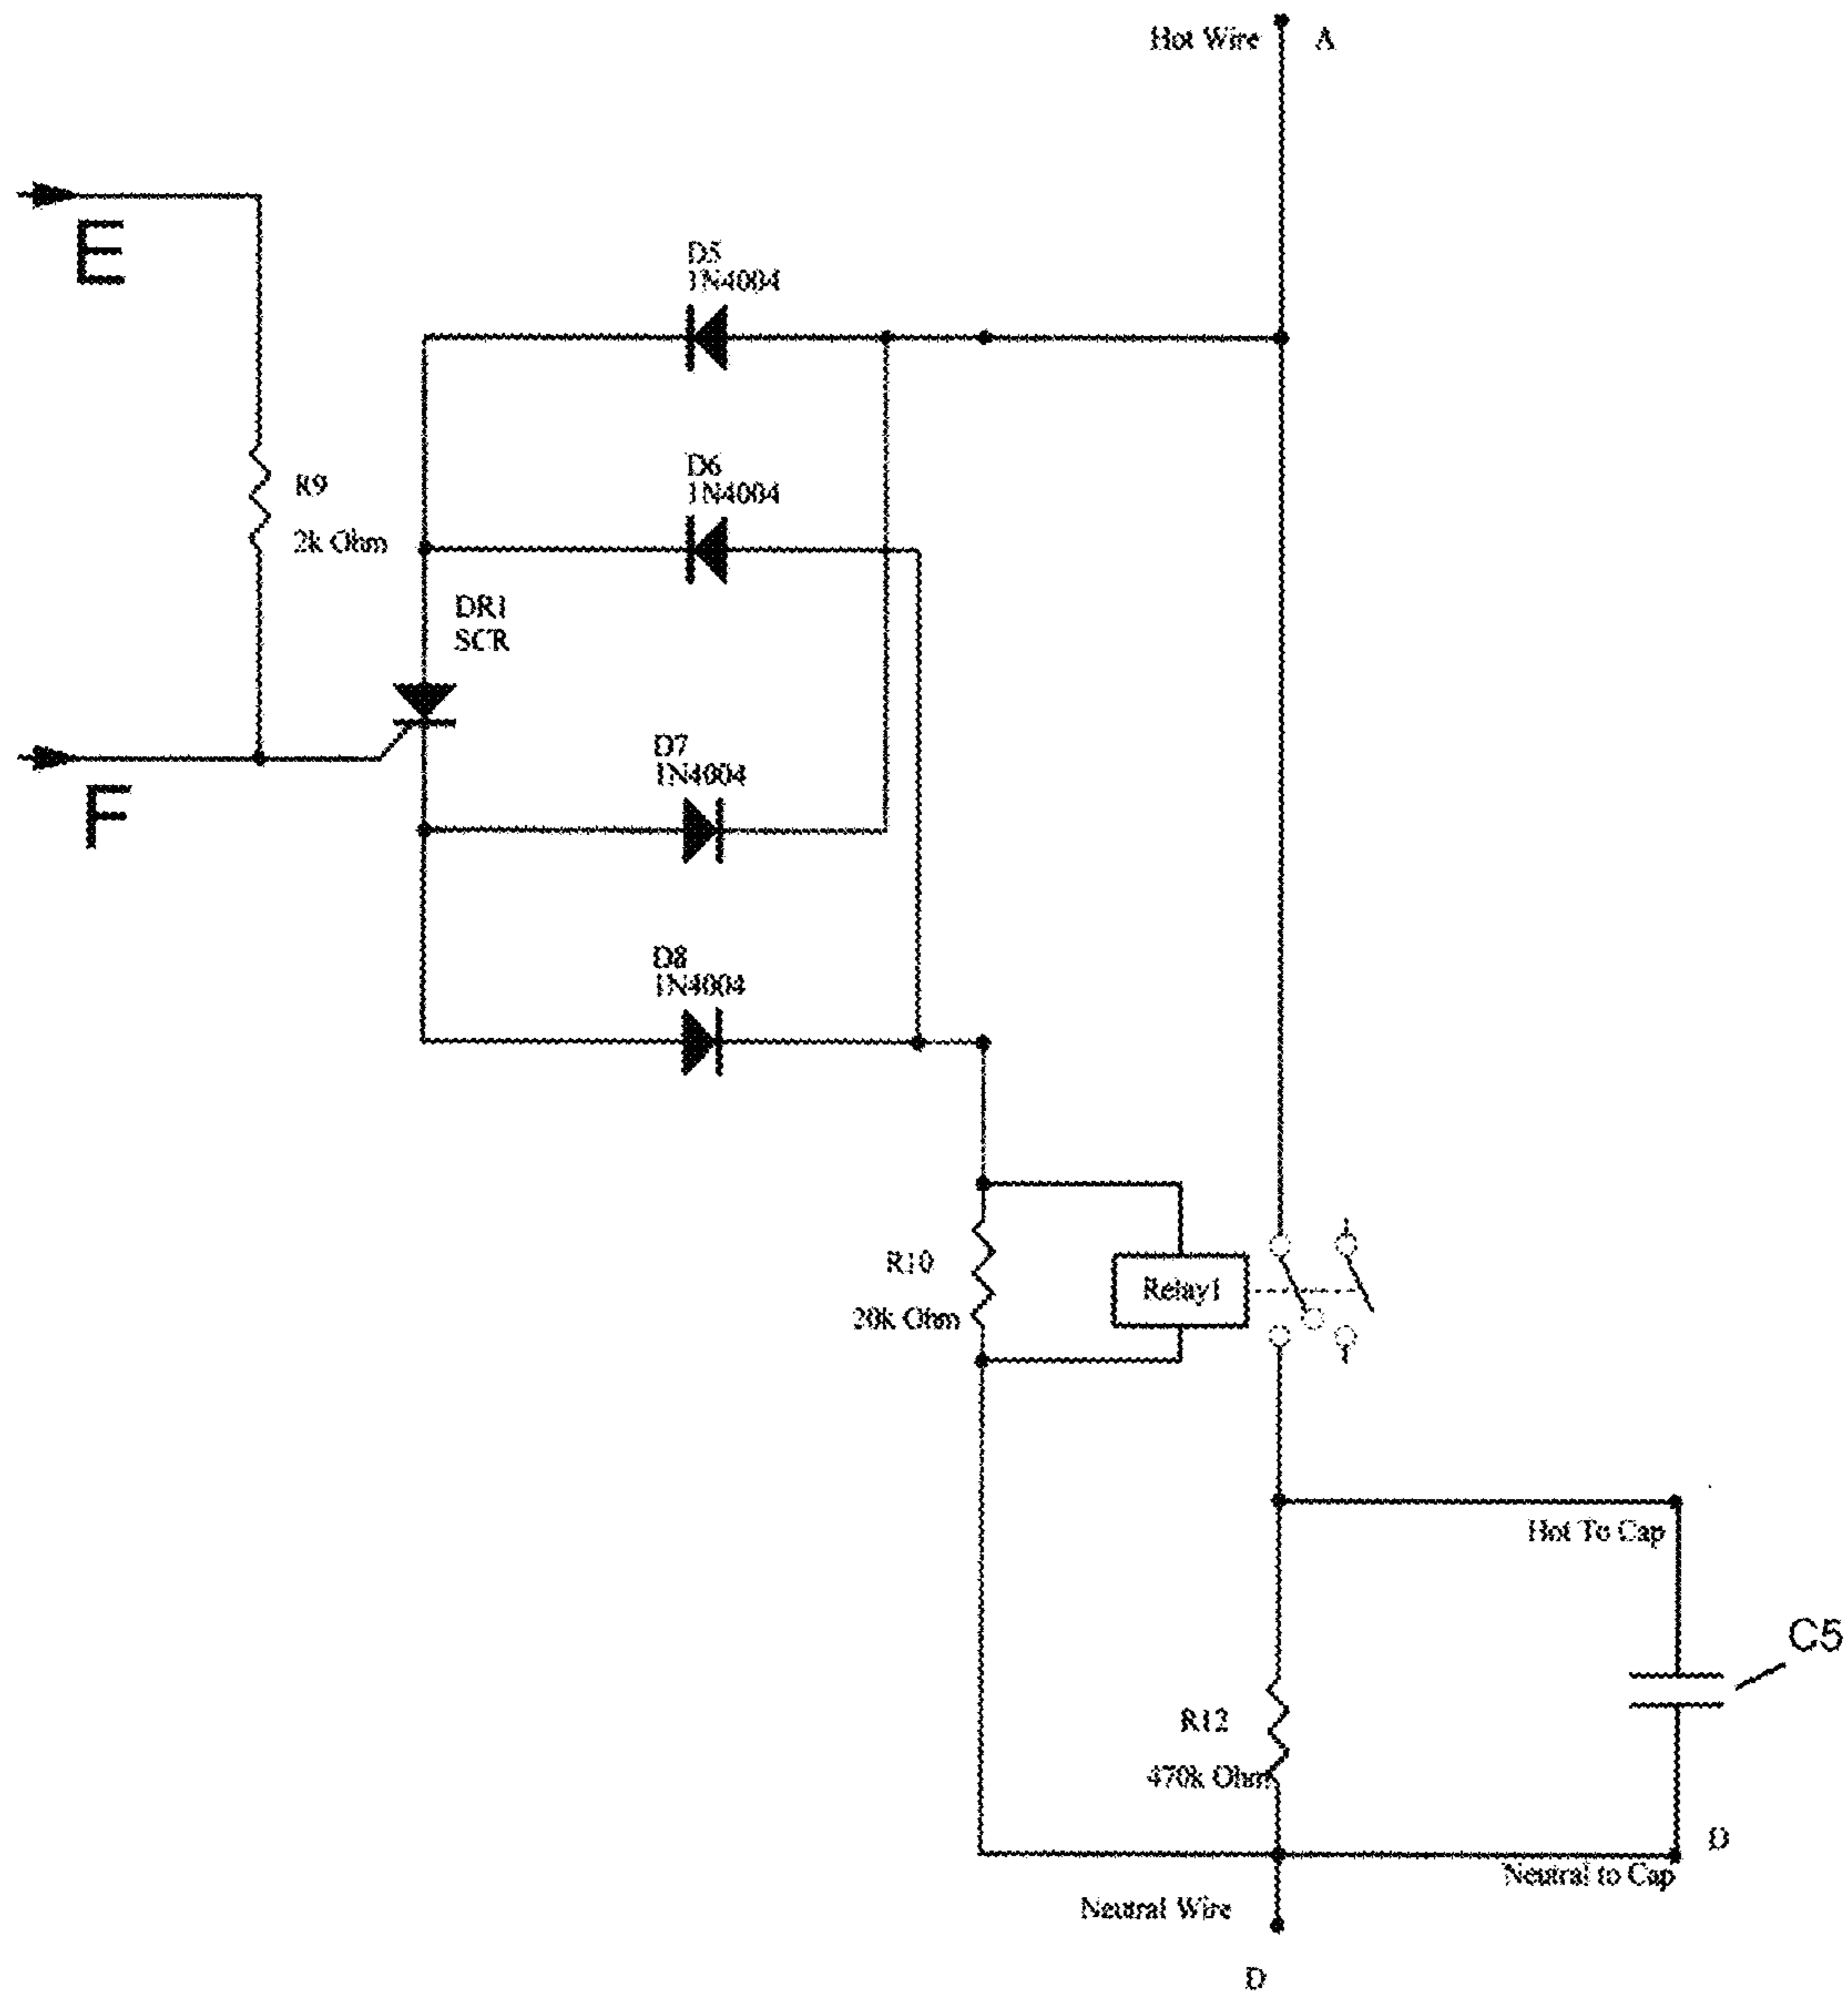 Hot Wire A
E
D5
1N4004
D6
1N4004
R9
2k Ohm
DR1
SCR
D7
1N4004
F
D8
1N4004
R10
20k Ohm
Relay1
Hot To Cap
C5
R12
470k Ohm
D
Neutral to Cap
Neutral Wire
D